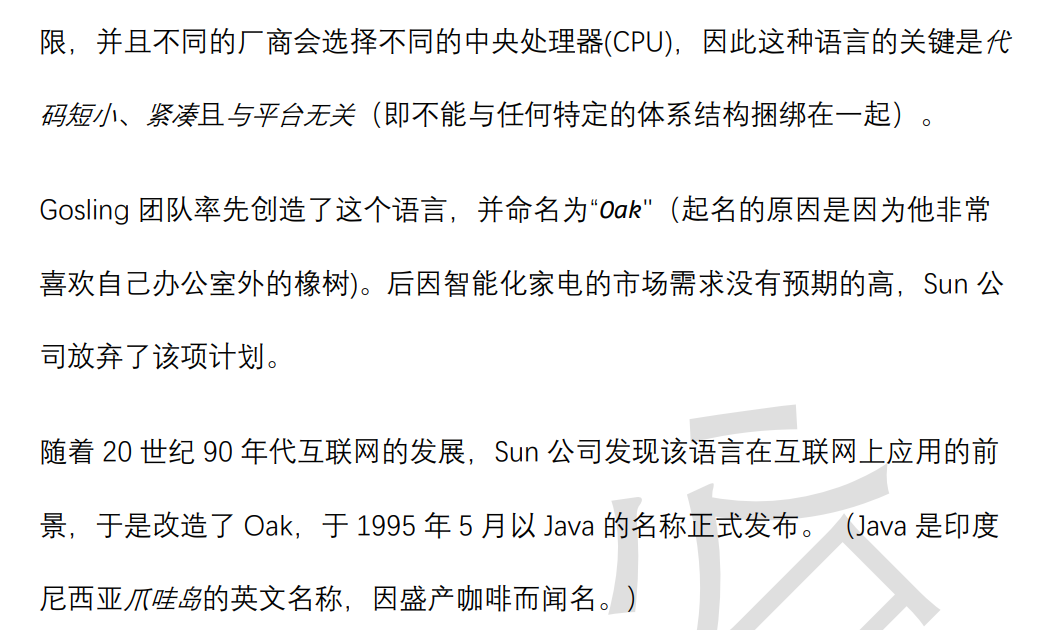 限，并且不同的厂商会选择不同的中央处理器(CPU)，因此这种语言的关键是代
码短小、紧凑且与平台无关（即不能与任何特定的体系结构捆绑在一起）。
Gosling 团队率先创造了这个语言，并命名为“Oak"（起名的原因是因为他非常
喜欢自己办公室外的橡树)。后因智能化家电的市场需求没有预期的高，Sun 公
司放弃了该项计划。
随着 20 世纪 90 年代互联网的发展，Sun 公司发现该语言在互联网上应用的前
景，于是改造了 Oak，于 1995 年 5 月以 Java 的名称正式发布。（Java 是印度
尼西亚爪哇岛的英文名称，因盛产咖啡而闻名。）